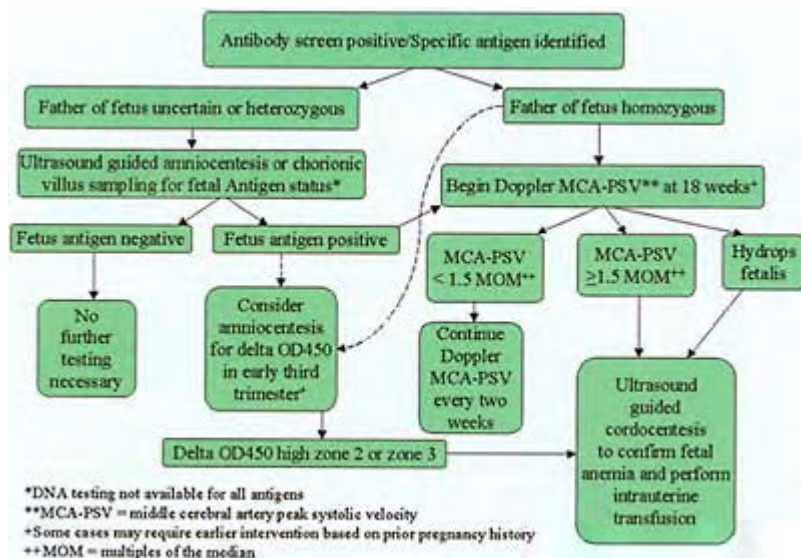 Antibody screen positive/Specific antigen identified
Father of fetus uncertain or heterozygous
Father of fetus homozygous
Ultrasound guided amniocentesis or chorionic
villus sampling for fetal Antigen status*
Begin Doppler MCA-PSV** at 18 weeks+
Fetus antigen negative
Fetus antigen positive
MCA-PSV
< 1.5 MOM++
MCA-PSV
≥1.5 MOM++
Hydrops
fetalis
No
further
testing
necessary
Consider
amniocentesis
for delta OD450
in early third
trimester+
Continue
Doppler
MCA-PSV
every two
weeks
Ultrasound
guided
cordocentesis
to confirm fetal
anemia and perform
intrauterine
transfusion
Delta OD450 high zone 2 or zone 3
*DNA testing not available for all antigens
**MCA-PSV = middle cerebral artery peak systolic velocity
+Some cases may require earlier intervention based on prior pregnancy history
++MOM = multiples of the median